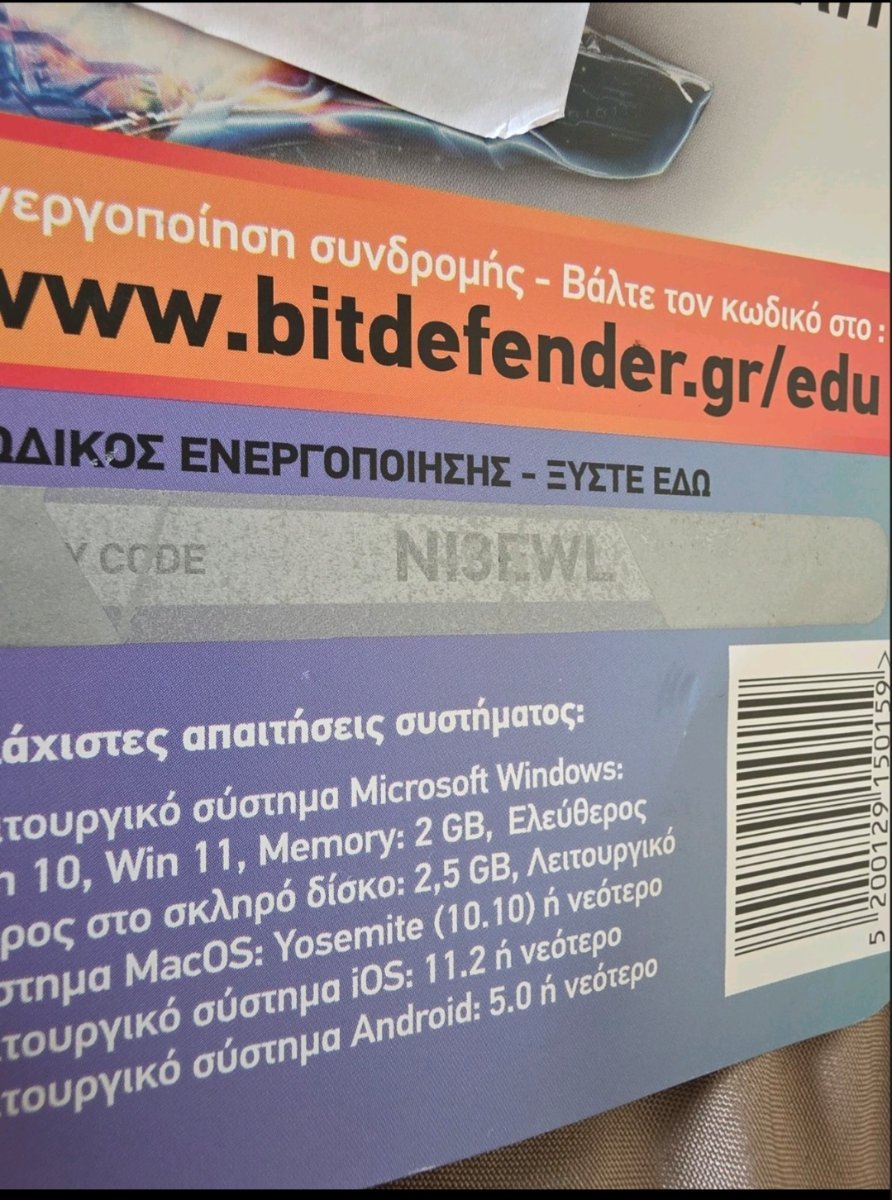 νεργοποίηση συνδρομής - Βάλτε τον κωδικό στο :
www.bitdefender.gr/edu
ΩΔΙΚΟΣ ΕΝΕΡΓΟΠΟΙΗΣΗΣ - ΞΥΣΤΕ ΕΔΩ
Y CODE NI3EWL
άχιστες απαιτήσεις συστήματος:
ιτουργικό σύστημα Microsoft Windows:
n 10, Win 11, Memory: 2 GB, Ελεύθερος
ρος στο σκληρό δίσκο: 2,5 GB, Λειτουργικό
στημα MacOS: Yosemite (10.10) ή νεότερο
ιτουργικό σύστημα iOS: 11.2 ή νεότερο
ιτουργικό σύστημα Android: 5.0 ή νεότερο
5 200129 150159 >